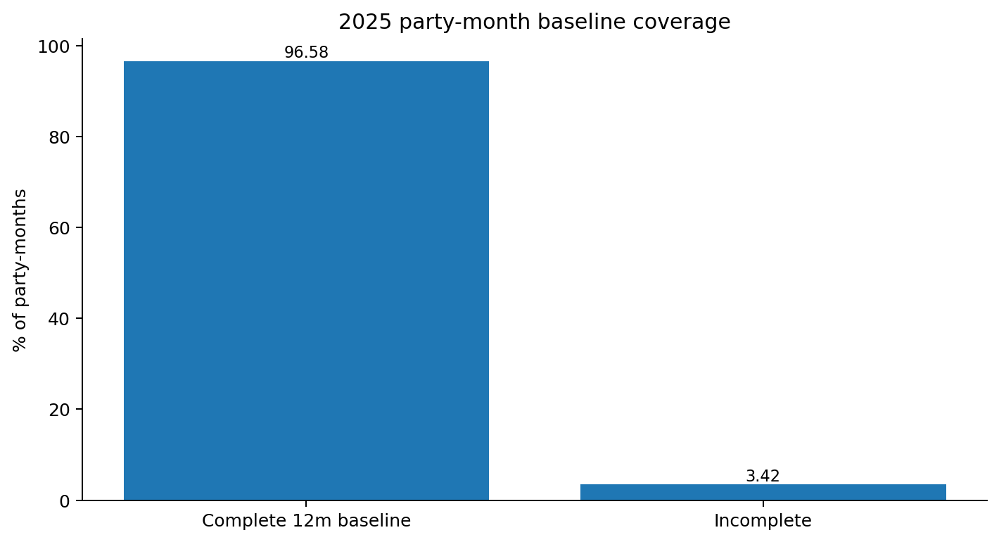 2025 party-month baseline coverage
% of party-months
100
80
60
40
20
0
96.58
3.42
Complete 12m baseline
Incomplete